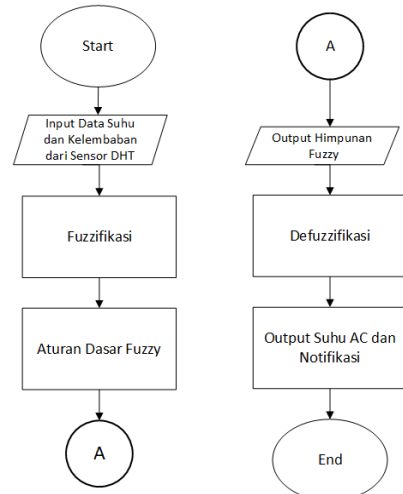 Start
Input Data Suhu
dan Kelembaban
dari Sensor DHT
Fuzzifikasi
Aturan Dasar Fuzzy
A
A
Output Himpunan
Fuzzy
Defuzzifikasi
Output Suhu AC dan
Notifikasi
End